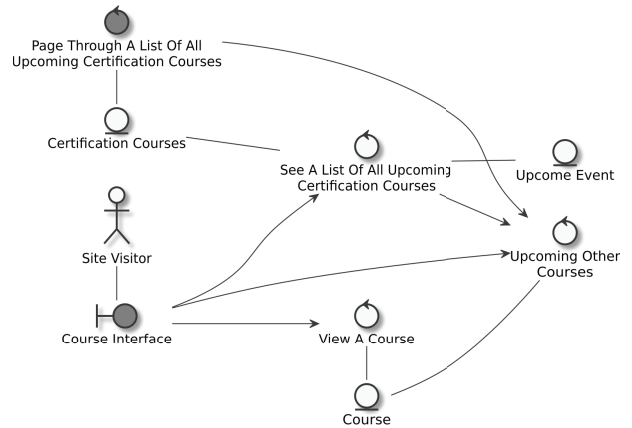 Page Through A List Of All
Upcoming Certification Courses
Certification Courses
See A List Of All Upcoming
Certification Courses
Upcome Event
Site Visitor
Upcoming Other
Courses
Course Interface
View A Course
Course